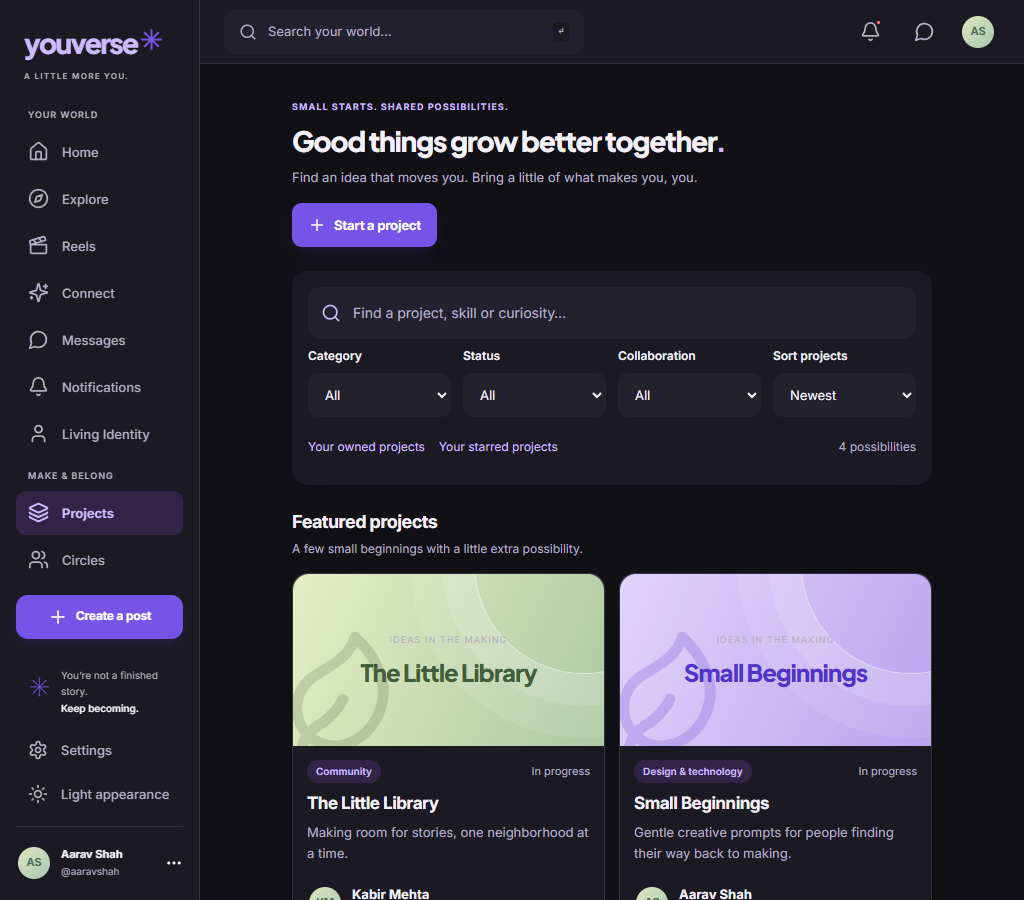 youverse
A LITTLE MORE YOU.
YOUR WORLD
Home
Explore
Reels
Connect
Messages
Notifications
Living Identity
MAKE & BELONG
Projects
Circles
Create a post
You're not a finished
story.
Keep becoming.
Settings
Light appearance
AS
Aarav Shah
@aaravshah
Search your world...
AS
SMALL STARTS. SHARED POSSIBILITIES.
Good things grow better together.
Find an idea that moves you. Bring a little of what makes you, you.
Start a project
Find a project, skill or curiosity...
Category Status Collaboration Sort projects
All All All Newest
Your owned projects Your starred projects 4 possibilities
Featured projects
A few small beginnings with a little extra possibility.
IDEAS IN THE MAKING
The Little Library
Community In progress
The Little Library
Making room for stories, one neighborhood at
a time.
Kabir Mehta
IDEAS IN THE MAKING
Small Beginnings
Design & technology In progress
Small Beginnings
Gentle creative prompts for people finding
their way back to making.
Aarav Shah